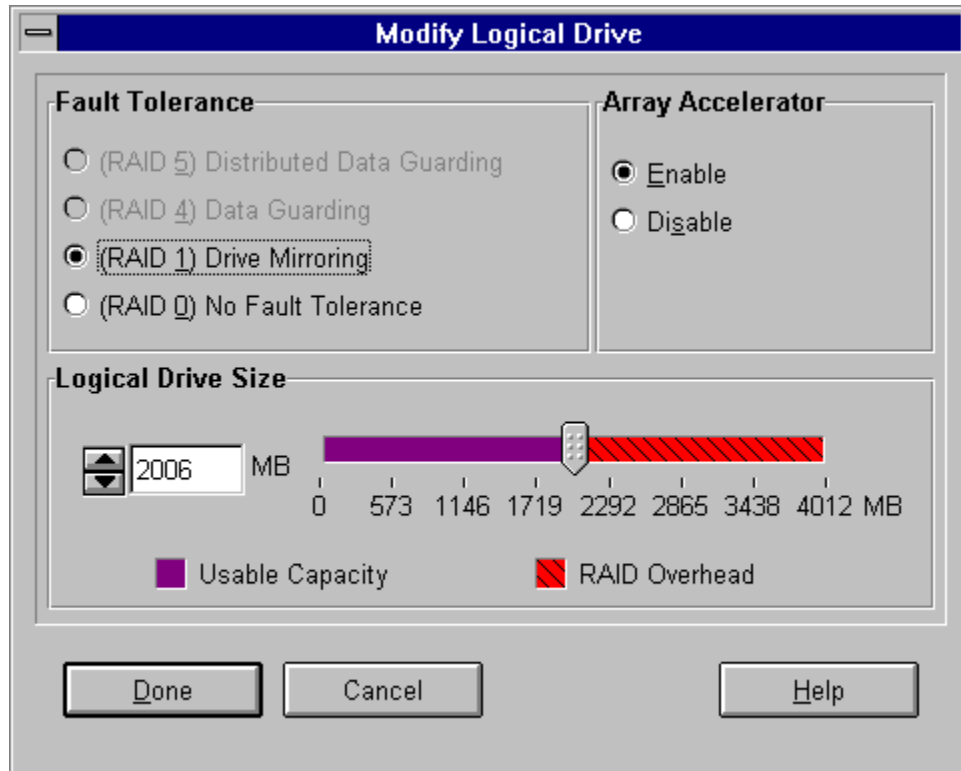 Modify Logical Drive
Fault Tolerance
(RAID 5) Distributed Data Guarding
(RAID 4) Data Guarding
(RAID 1) Drive Mirroring
(RAID 0) No Fault Tolerance
Array Accelerator
Enable
Disable
Logical Drive Size
2006 MB
0 573 1146 1719 2292 2865 3438 4012 MB
Usable Capacity
RAID Overhead
Done
Cancel
Help